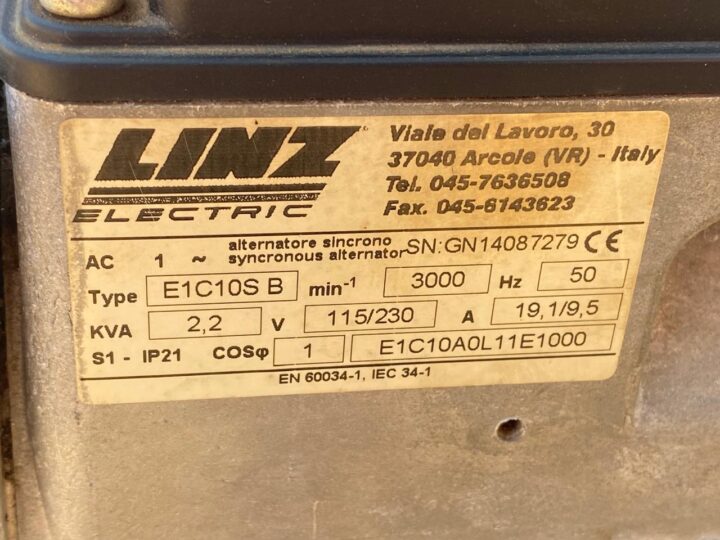 LINZ
ELECTRIC
Viale del Lavoro, 30
37040 Arcole (VR) - Italy
Tel. 045-7636508
Fax. 045-6143623
AC 1 ~ alternatore sincrono SN:GN14087279 CE
syncronous alternator
Type E1C10S B min-1 3000 Hz 50
KVA 2,2 V 115/230 A 19,1/9,5
S1 - IP21 COSφ 1 E1C10A0L11E1000
EN 60034-1, IEC 34-1